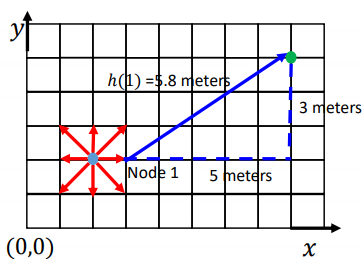 y
h(1) =5.8 meters
3 meters
Node 1
5 meters
(0,0)
x